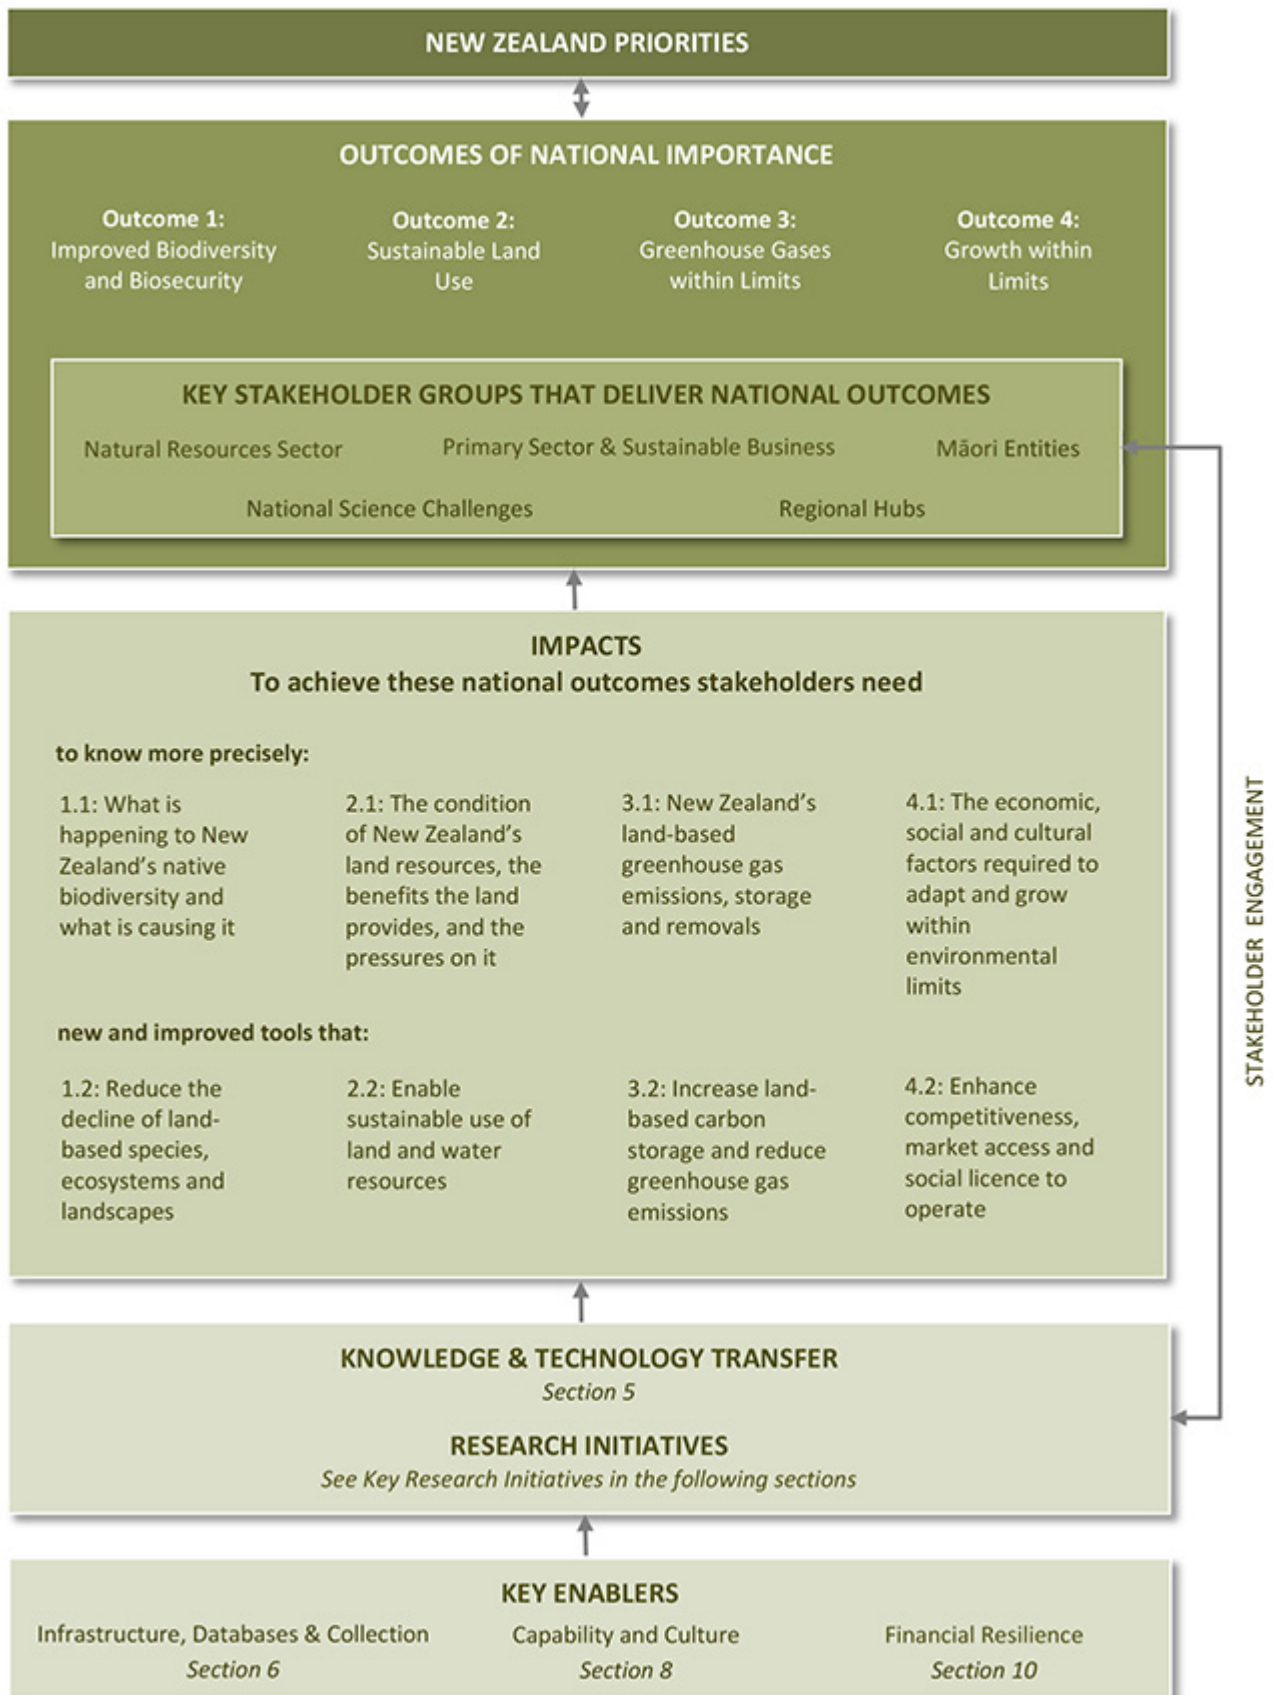 NEW ZEALAND PRIORITIES
OUTCOMES OF NATIONAL IMPORTANCE
Outcome 1:
Improved Biodiversity
and Biosecurity
Outcome 2:
Sustainable Land
Use
Outcome 3:
Greenhouse Gases
within Limits
Outcome 4:
Growth within
Limits
KEY STAKEHOLDER GROUPS THAT DELIVER NATIONAL OUTCOMES
Natural Resources Sector
Primary Sector & Sustainable Business
Māori Entities
National Science Challenges
Regional Hubs
IMPACTS
To achieve these national outcomes stakeholders need
to know more precisely:
1.1: What is
happening to New
Zealand's native
biodiversity and
what is causing it
2.1: The condition
of New Zealand's
land resources, the
benefits the land
provides, and the
pressures on it
3.1: New Zealand's
land-based
greenhouse gas
emissions, storage
and removals
4.1: The economic,
social and cultural
factors required to
adapt and grow
within
environmental
limits
new and improved tools that:
1.2: Reduce the
decline of land-
based species,
ecosystems and
landscapes
2.2: Enable
sustainable use of
land and water
resources
3.2: Increase land-
based carbon
storage and reduce
greenhouse gas
emissions
4.2: Enhance
competitiveness,
market access and
social licence to
operate
STAKEHOLDER ENGAGEMENT
KNOWLEDGE & TECHNOLOGY TRANSFER
Section 5
RESEARCH INITIATIVES
See Key Research Initiatives in the following sections
KEY ENABLERS
Infrastructure, Databases & Collection
Section 6
Capability and Culture
Section 8
Financial Resilience
Section 10